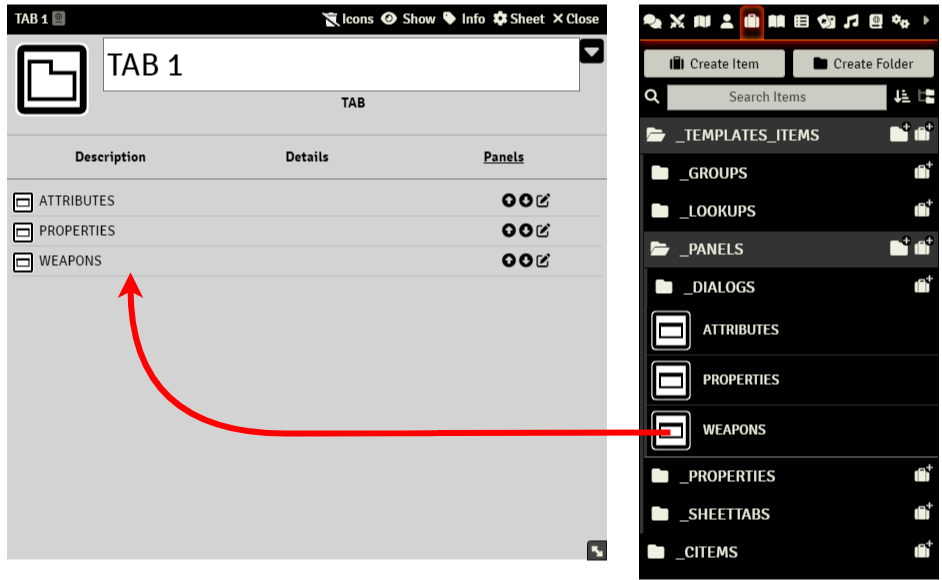 TAB 1 Icons Show Info Sheet Close
TAB 1
TAB
Description Details Panels
ATTRIBUTES
PROPERTIES
WEAPONS
Create Item Create Folder
Search Items
_TEMPLATES_ITEMS
_GROUPS
_LOOKUPS
_PANELS
_DIALOGS
ATTRIBUTES
PROPERTIES
WEAPONS
_PROPERTIES
_SHEETTABS
_CITEMS